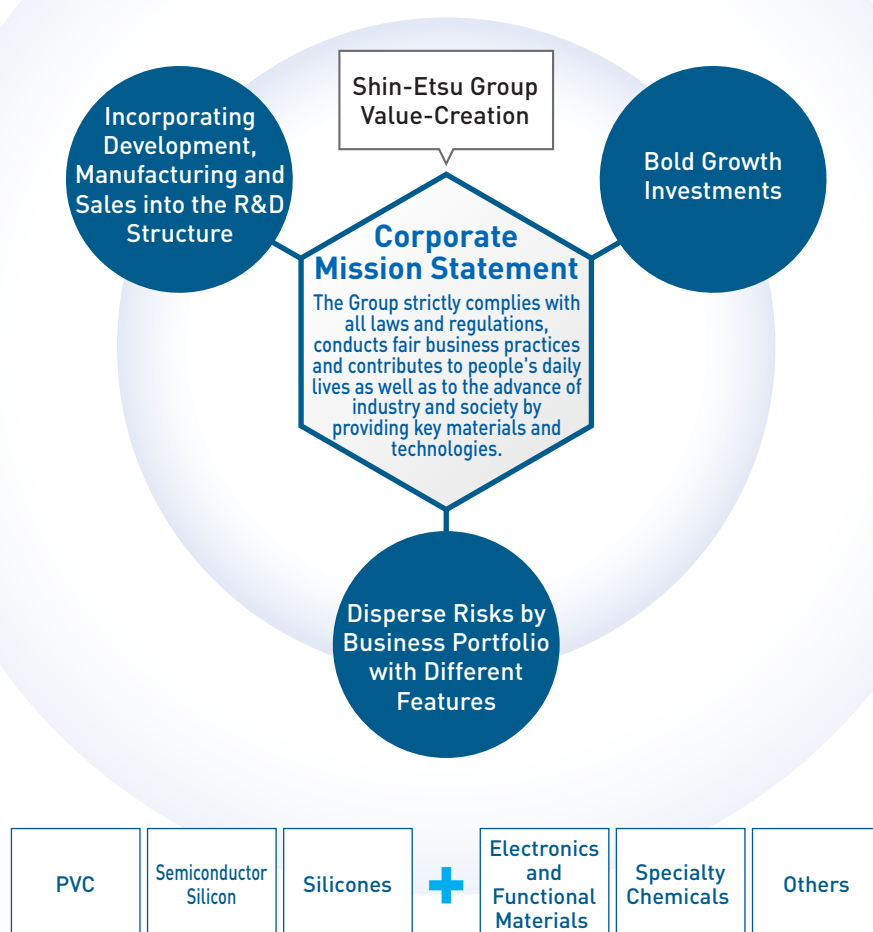 Shin-Etsu Group
Value-Creation
Incorporating
Development,
Manufacturing and
Sales into the R&D
Structure
Bold Growth
Investments
Corporate
Mission Statement
The Group strictly complies with
all laws and regulations,
conducts fair business practices
and contributes to people's daily
lives as well as to the advance of
industry and society by
providing key materials and
technologies.
Disperse Risks by
Business Portfolio
with Different
Features
PVC
Semiconductor
Silicon
Silicones
+
Electronics
and
Functional
Materials
Specialty
Chemicals
Others